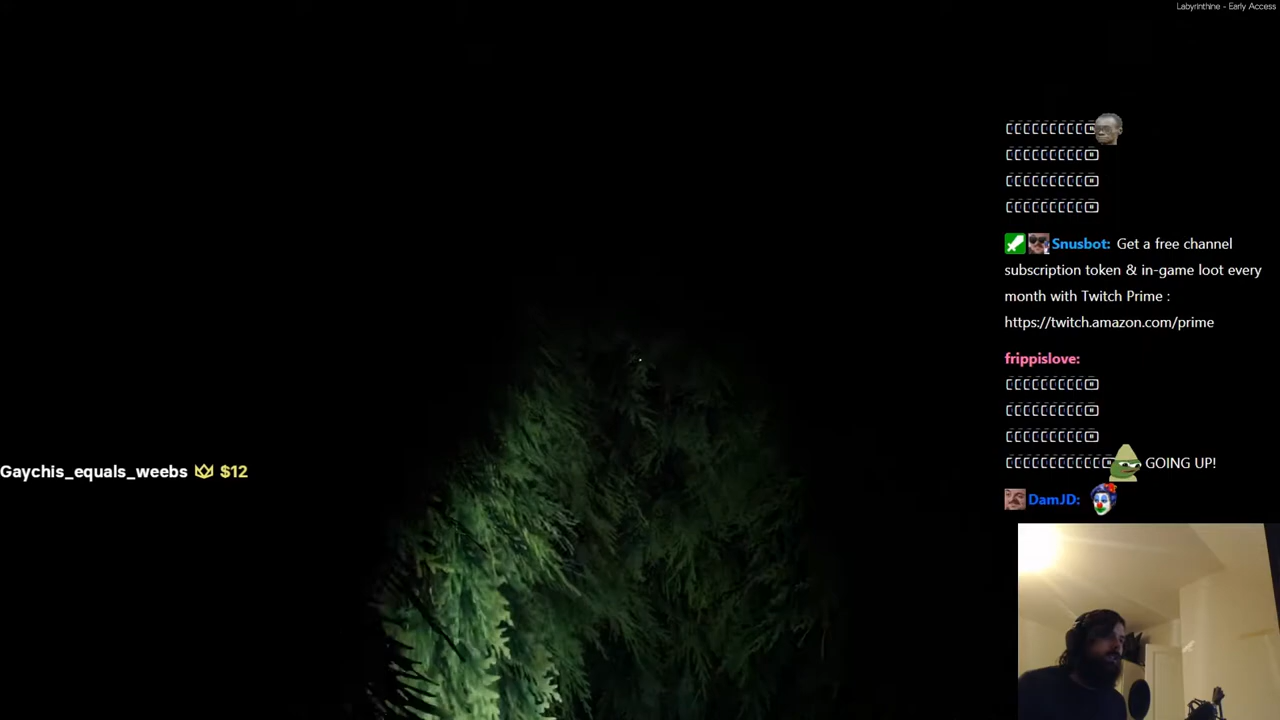 Labyrinthine - Early Access
Snusbot: Get a free channel
subscription token & in-game loot every
month with Twitch Prime :
https://twitch.amazon.com/prime
frippislove:
GOING UP!
Gaychis_equals_weebs $12
DamJD: